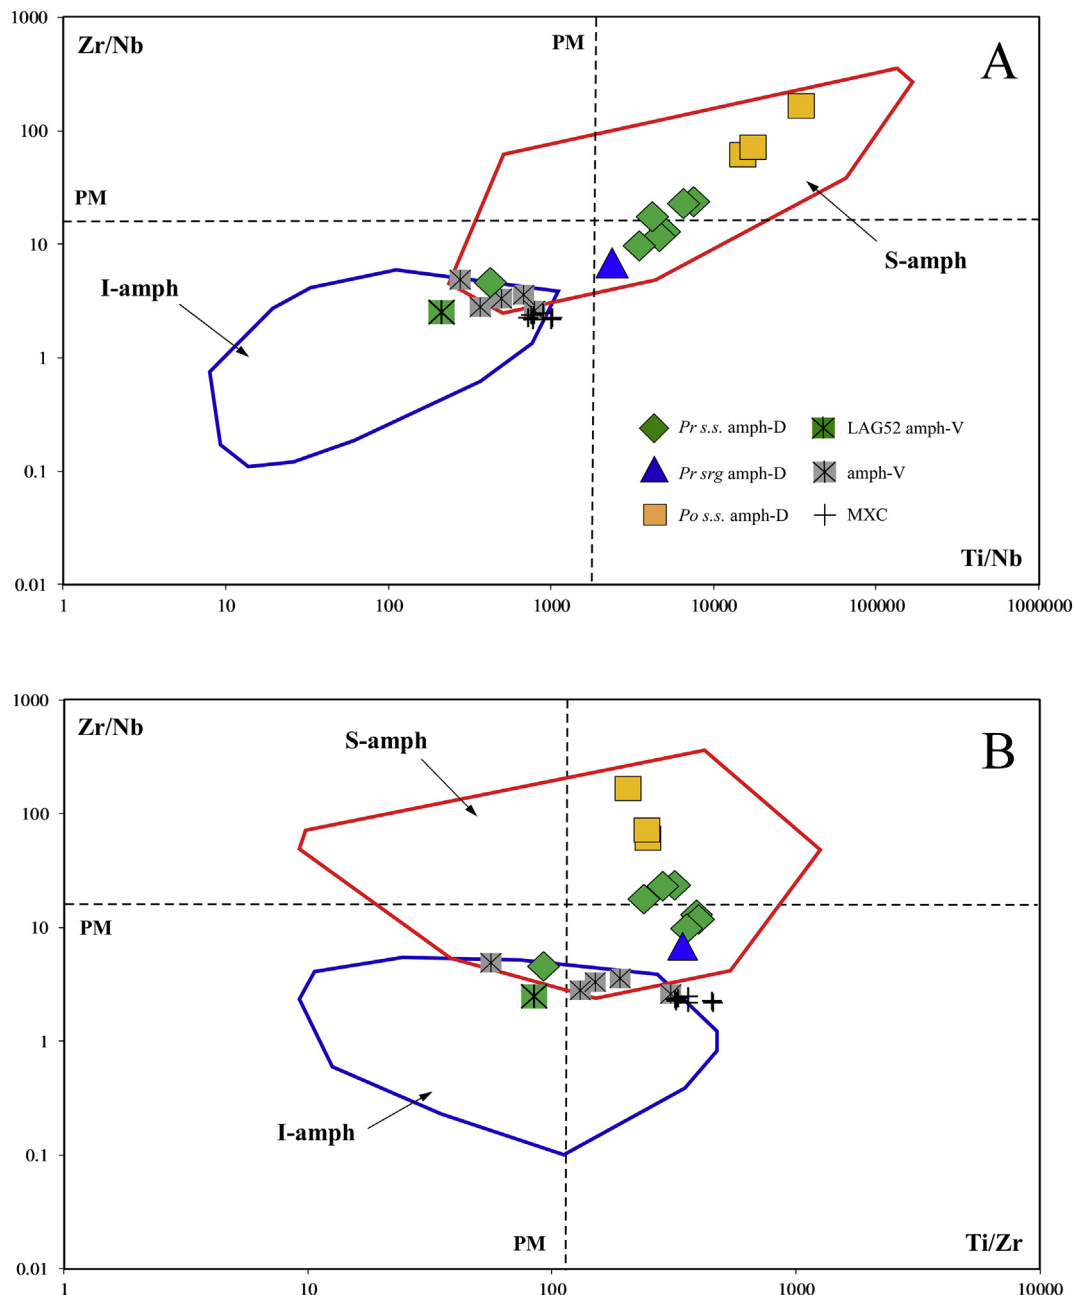 1000
Zr/Nb
PM
A
100
PM
10
S-amph
I-amph
1
Pr s.s. amph-D
LAG52 amph-V
0.1
Pr srg amph-D
amph-V
Po s.s. amph-D
MXC
Ti/Nb
0.01
1 10 100 1000 10000 100000 1000000
1000
Zr/Nb
S-amph
B
100
PM
10
1
I-amph
0.1
PM
Ti/Zr
0.01
1 10 100 1000 10000